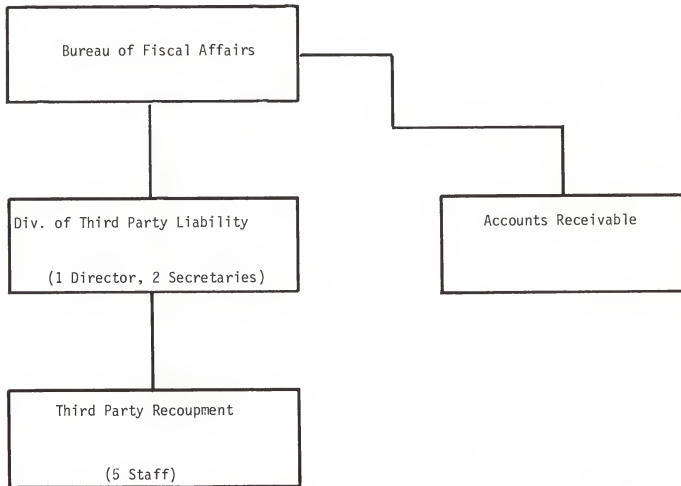 Bureau of Fiscal Affairs
Div. of Third Party Liability
(1 Director, 2 Secretaries)
Accounts Receivable
Third Party Recoupment
(5 Staff)